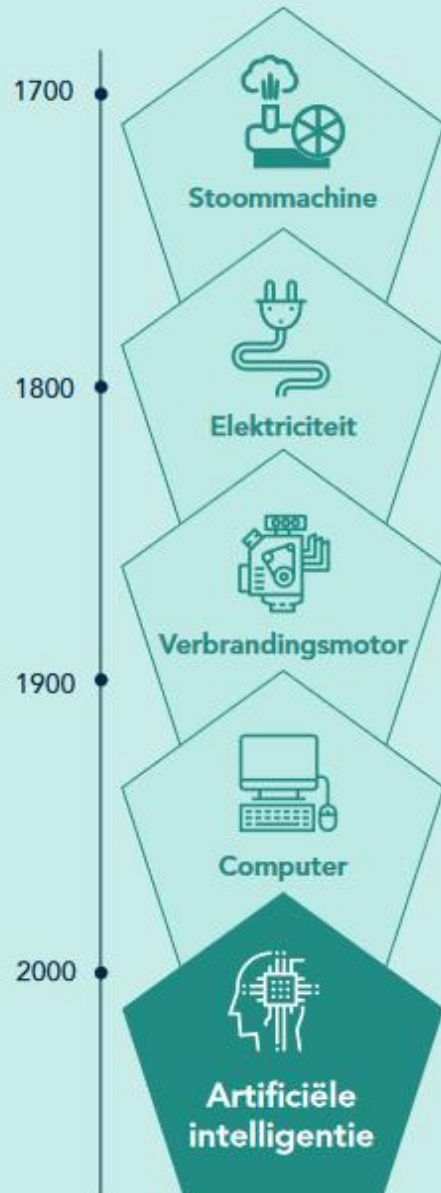 1700
Stoommachine
Elektriciteit
1800
Verbrandingsmotor
1900
Computer
2000
Artificiële
intelligentie